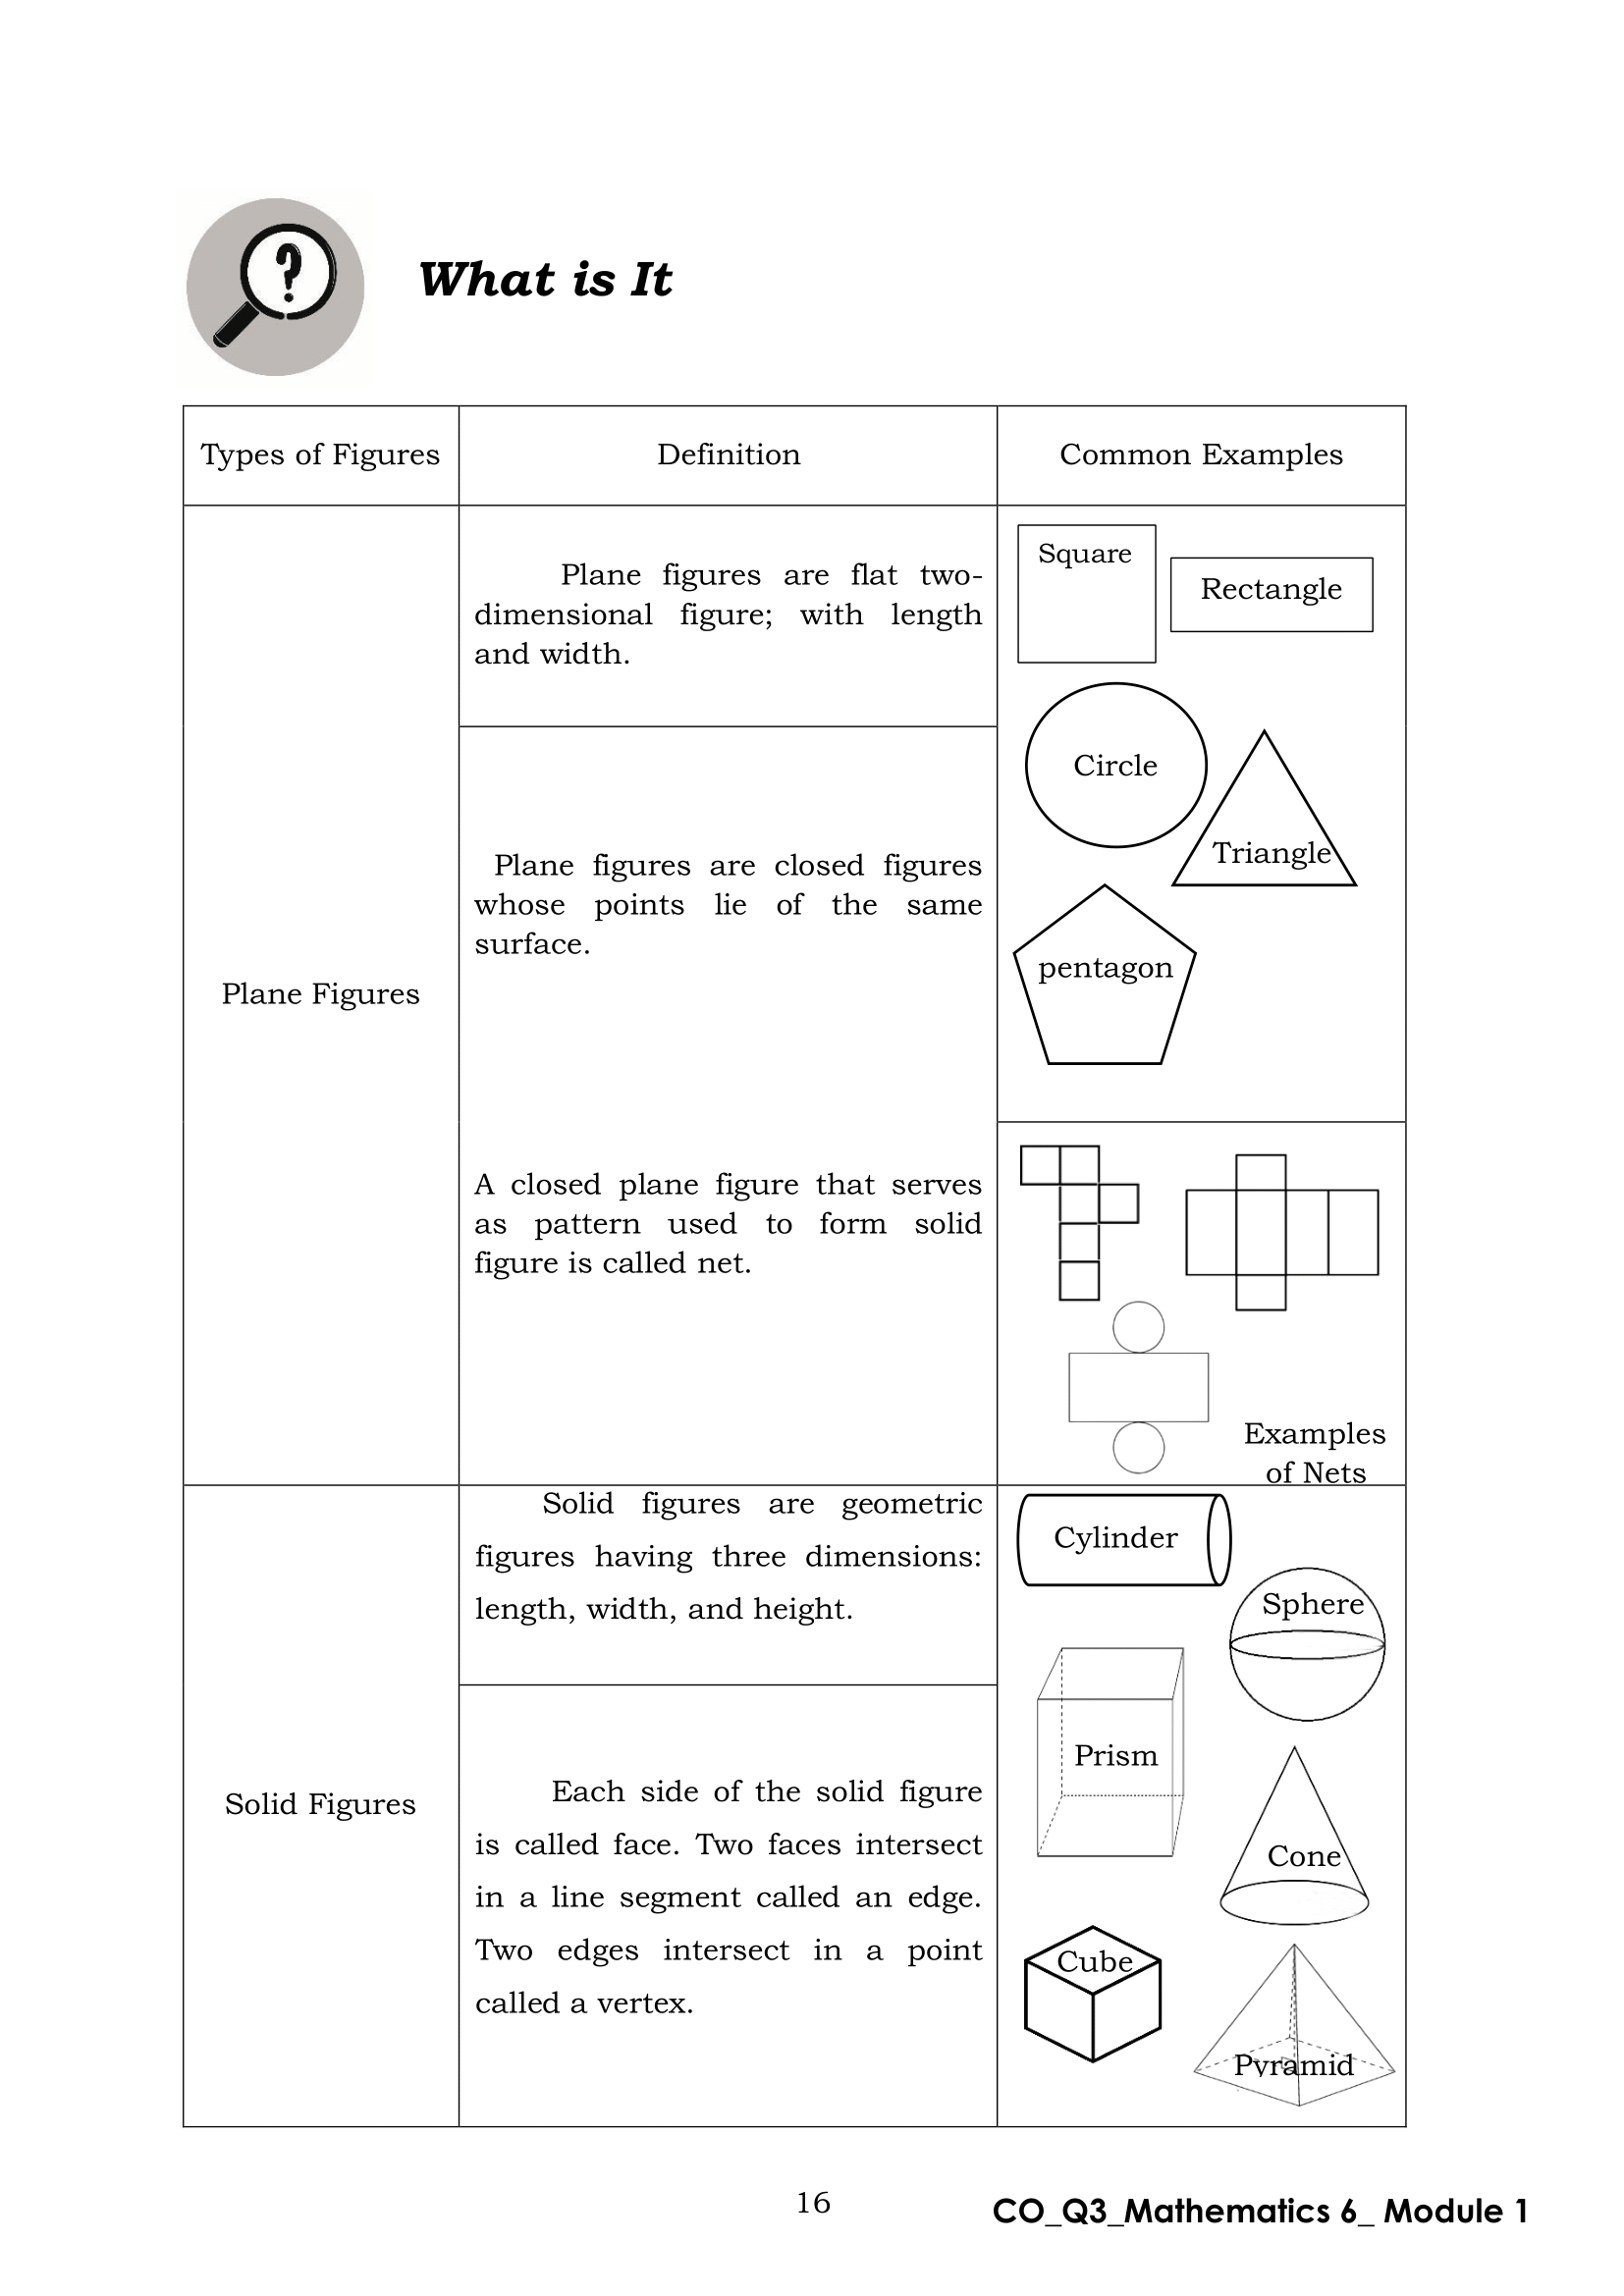 ?
What is It
Types of Figures
Definition
Common Examples
Plane Figures
Plane figures are flat two-
dimensional figure; with length
and width.
Square
Rectangle
Circle
Triangle
pentagon
Plane figures are closed figures
whose points lie of the same
surface.
A closed plane figure that serves
as pattern used to form solid
figure is called net.
Examples
of Nets
Solid Figures
Solid figures are geometric
figures having three dimensions:
length, width, and height.
Each side of the solid figure
is called face. Two faces intersect
in a line segment called an edge.
Two edges intersect in a point
called a vertex.
Cylinder
Sphere
Prism
Cone
Cube
Pyramid
16
CO_Q3_Mathematics 6_ Module 1